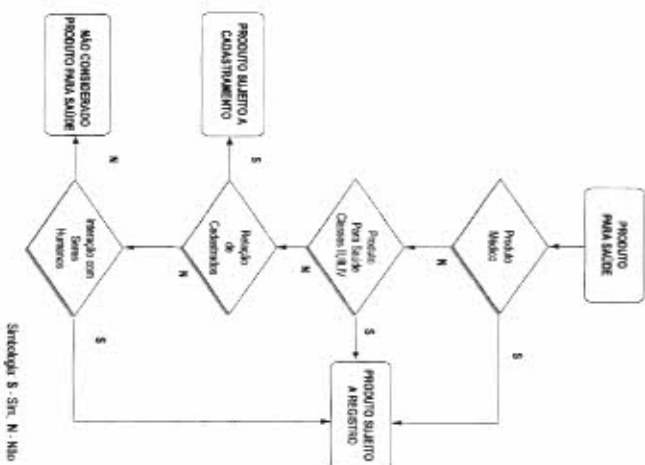 PRODUTO
PARA SAÚDE
Produto
Médico
S
N
Produto
Para Saúde
Classes II,III,IV
S
N
PRODUTO SUJEITO
A REGISTRO
Relação
de
Cadastrados
S
N
PRODUTO SUJEITO A
CADASTRAMENTO
Interação com
Seres
Humanos
S
N
NÃO CONSIDERADO
PRODUTO PARA SAÚDE
Simbologia: S - Sim, N - Não